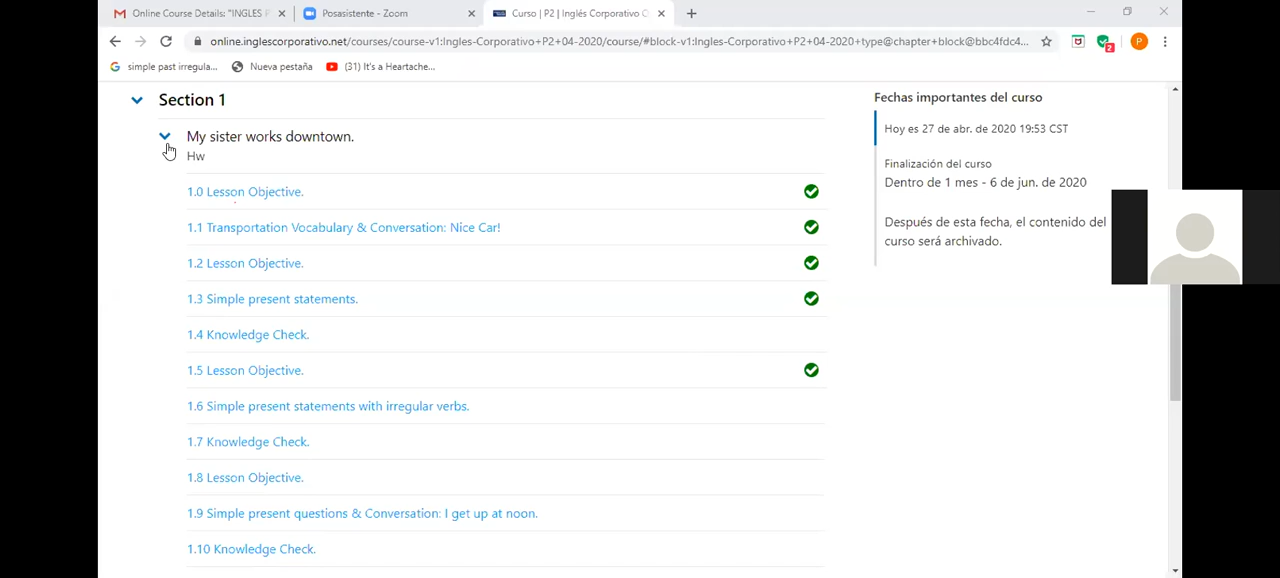 Online Course Details: "INGLES P
Posasistente - Zoom
Curso | P2 | Inglés Corporativo O
online.inglescorporativo.net/courses/course-v1:Ingles-Corporativo+P2+04-2020/course/#block-v1:Ingles-Corporativo+P2+04-2020+type@chapter+block@bbc4fdc4...
2
P
simple past irregula...
Nueva pestaña
(31) It's a Heartache...
Section 1
My sister works downtown.
Hw
1.0 Lesson Objective.
1.1 Transportation Vocabulary & Conversation: Nice Car!
1.2 Lesson Objective.
1.3 Simple present statements.
1.4 Knowledge Check.
1.5 Lesson Objective.
1.6 Simple present statements with irregular verbs.
1.7 Knowledge Check.
1.8 Lesson Objective.
1.9 Simple present questions & Conversation: I get up at noon.
1.10 Knowledge Check.
Fechas importantes del curso
Hoy es 27 de abr. de 2020 19:53 CST
Finalización del curso
Dentro de 1 mes - 6 de jun. de 2020
Después de esta fecha, el contenido del
curso será archivado.